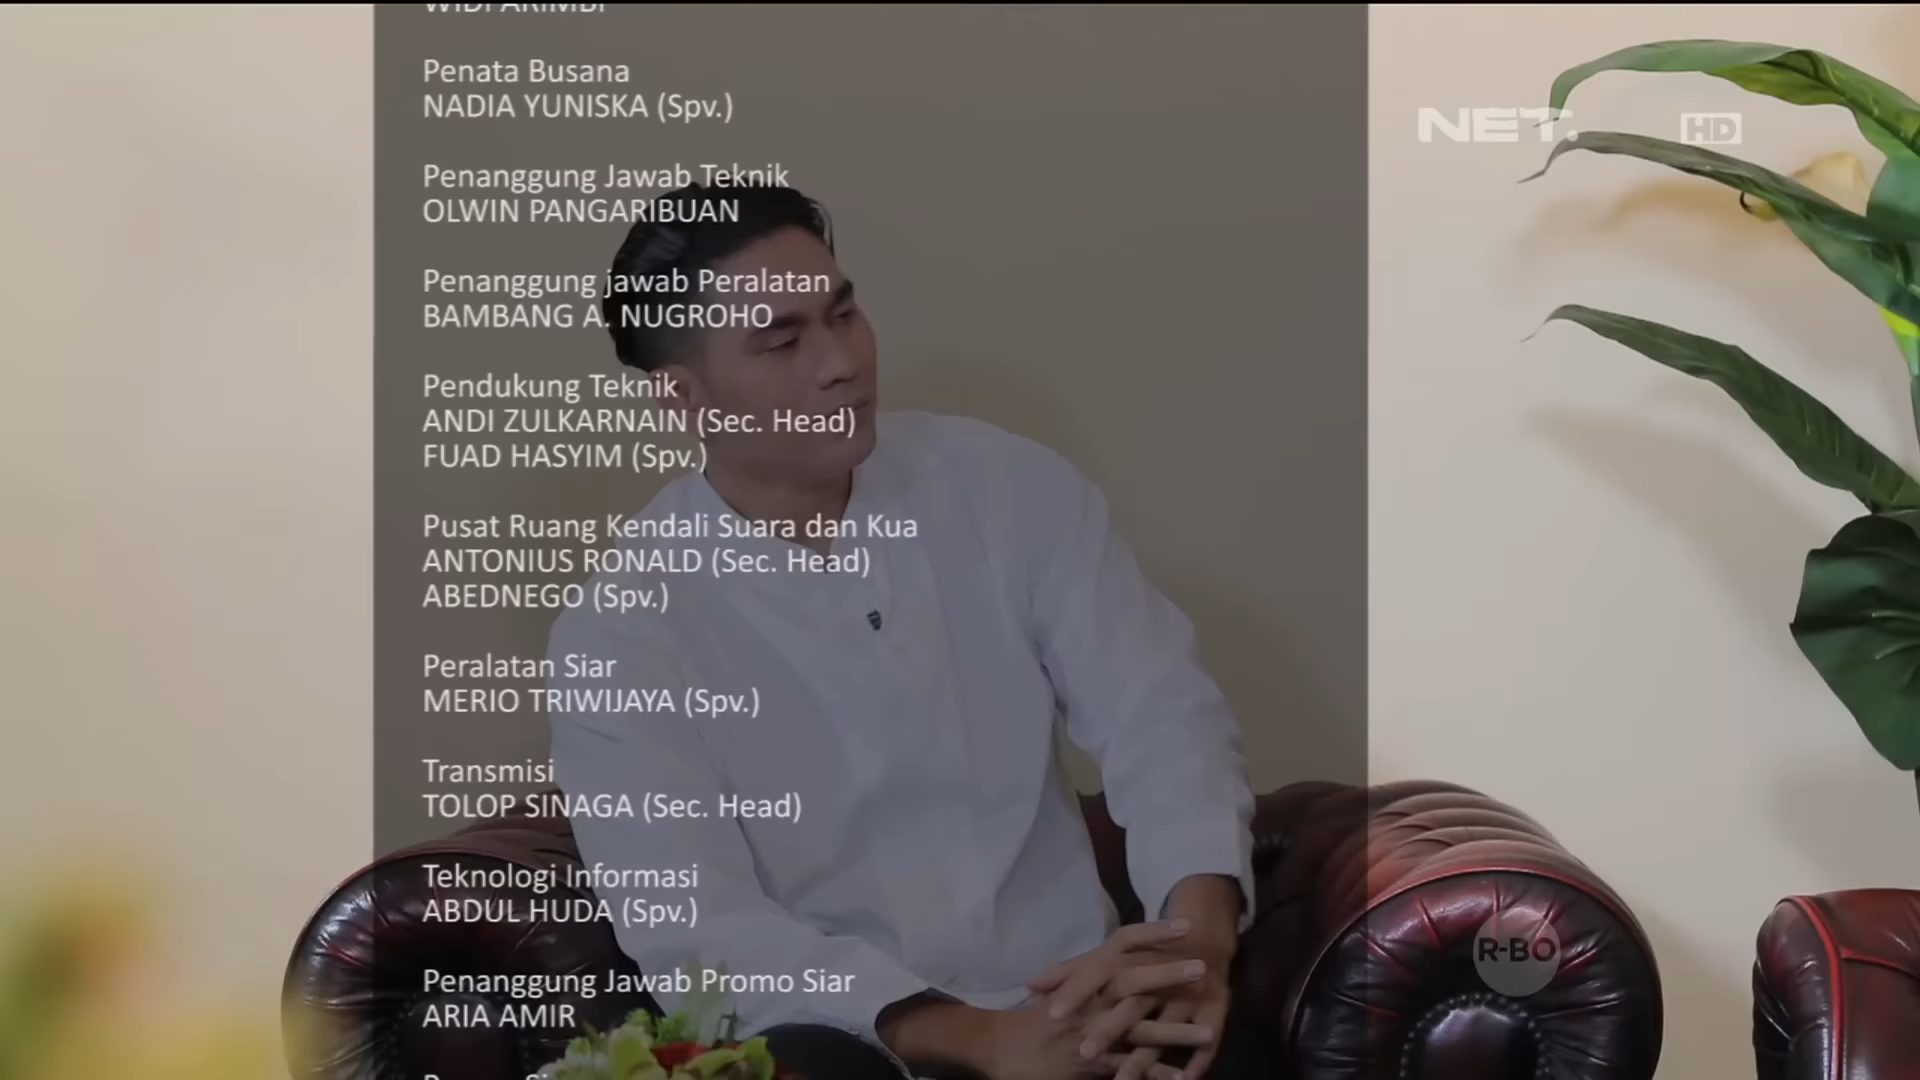 WIDI ARIMBI
Penata Busana
NADIA YUNISKA (Spv.)
Penanggung Jawab Teknik
OLWIN PANGARIBUAN
Penanggung jawab Peralatan
BAMBANG A. NUGROHO
Pendukung Teknik
ANDI ZULKARNAIN (Sec. Head)
FUAD HASYIM (Spv.)
Pusat Ruang Kendali Suara dan Kua
ANTONIUS RONALD (Sec. Head)
ABEDNEGO (Spv.)
Peralatan Siar
MERIO TRIWIJAYA (Spv.)
Transmisi
TOLOP SINAGA (Sec. Head)
Teknologi Informasi
ABDUL HUDA (Spv.)
Penanggung Jawab Promo Siar
ARIA AMIR
NET.
HD
R-BO